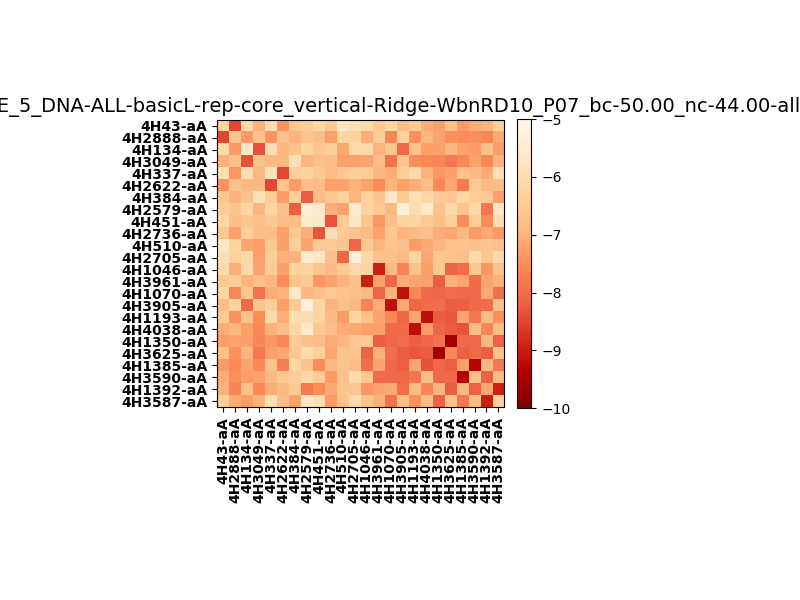 E_5_DNA-ALL-basicL-rep-core_vertical-Ridge-WbnRD10_P07_bc-50.00_nc-44.00-all
4H43-aA
4H2888-aA
4H134-aA
4H3049-aA
4H337-aA
4H2622-aA
4H384-aA
4H2579-aA
4H451-aA
4H2736-aA
4H510-aA
4H2705-aA
4H1046-aA
4H3961-aA
4H1070-aA
4H3905-aA
4H1193-aA
4H4038-aA
4H1350-aA
4H3625-aA
4H1385-aA
4H3590-aA
4H1392-aA
4H3587-aA
−5
−6
−7
−8
−9
−10
4H43-aA
4H2888-aA
4H134-aA
4H3049-aA
4H337-aA
4H2622-aA
4H384-aA
4H2579-aA
4H451-aA
4H2736-aA
4H510-aA
4H2705-aA
4H1046-aA
4H3961-aA
4H1070-aA
4H3905-aA
4H1193-aA
4H4038-aA
4H1350-aA
4H3625-aA
4H1385-aA
4H3590-aA
4H1392-aA
4H3587-aA